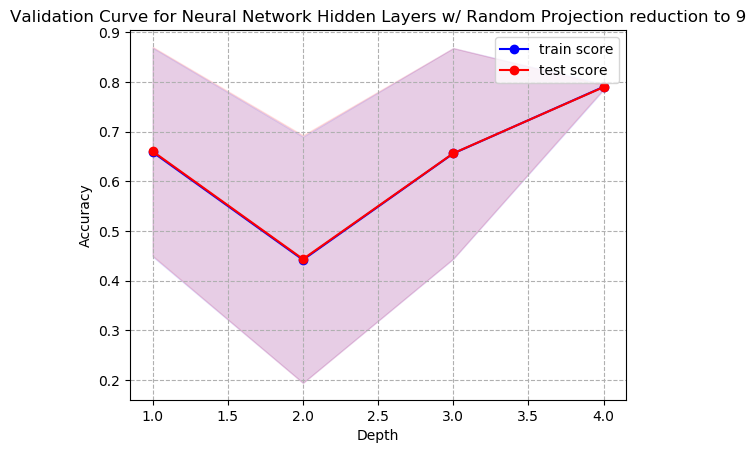 Validation Curve for Neural Network Hidden Layers w/ Random Projection reduction to 9
0.9
0.8
0.7
0.6
0.5
0.4
0.3
0.2
Accuracy
train score
test score
1.0 1.5 2.0 2.5 3.0 3.5 4.0
Depth